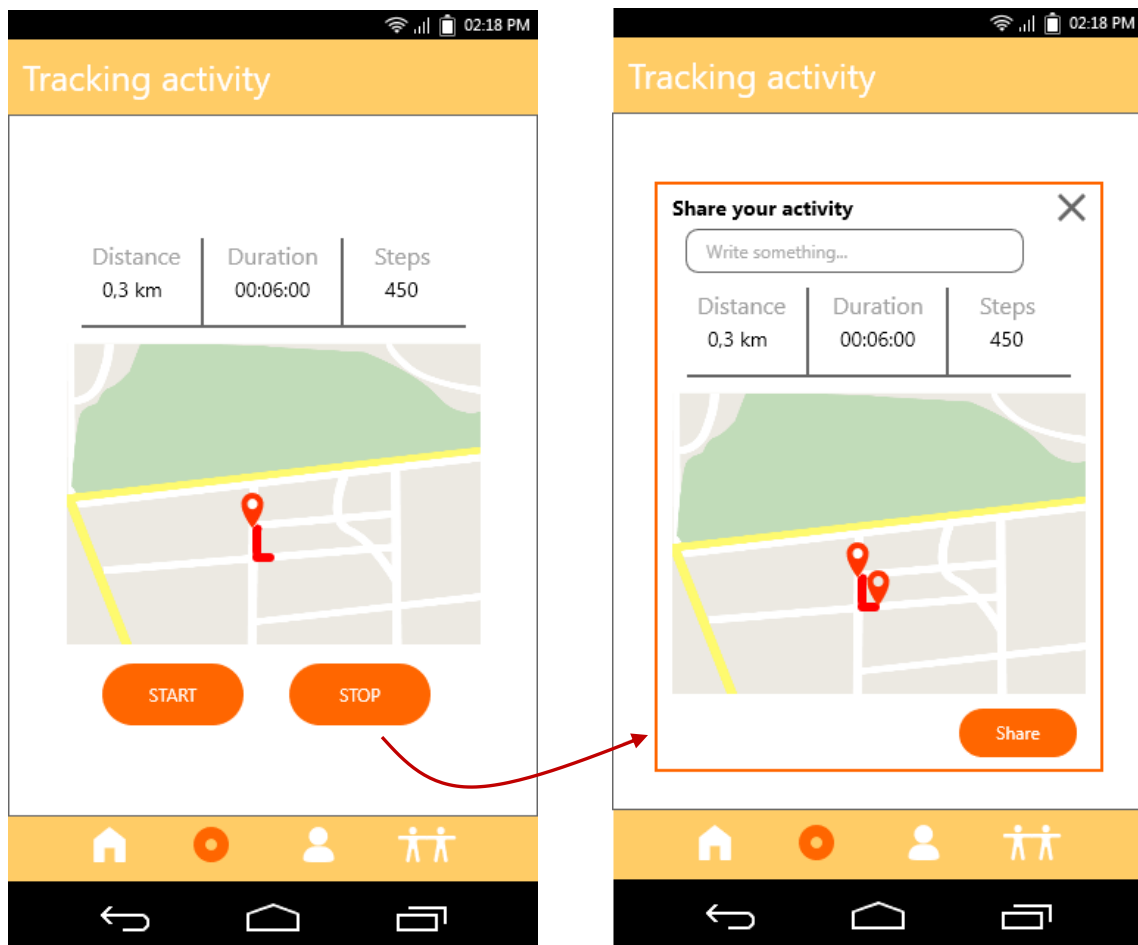 02:18 PM
Tracking activity
Distance Duration Steps
0,3 km 00:06:00 450
START STOP
02:18 PM
Tracking activity
Share your activity
Write something...
Distance Duration Steps
0,3 km 00:06:00 450
Share